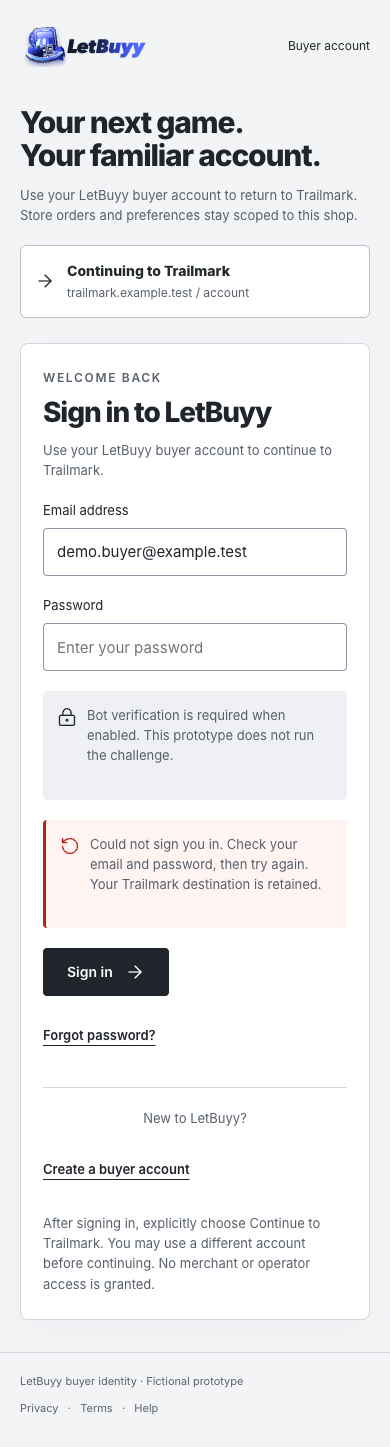 LetBuyy
Buyer account
Your next game.
Your familiar account.
Use your LetBuyy buyer account to return to Trailmark.
Store orders and preferences stay scoped to this shop.
Continuing to Trailmark
trailmark.example.test / account
WELCOME BACK
Sign in to LetBuyy
Use your LetBuyy buyer account to continue to
Trailmark.
Email address
demo.buyer@example.test
Password
Enter your password
Bot verification is required when
enabled. This prototype does not run
the challenge.
Could not sign you in. Check your
email and password, then try again.
Your Trailmark destination is retained.
Sign in
Forgot password?
New to LetBuyy?
Create a buyer account
After signing in, explicitly choose Continue to
Trailmark. You may use a different account
before continuing. No merchant or operator
access is granted.
LetBuyy buyer identity · Fictional prototype
Privacy · Terms · Help